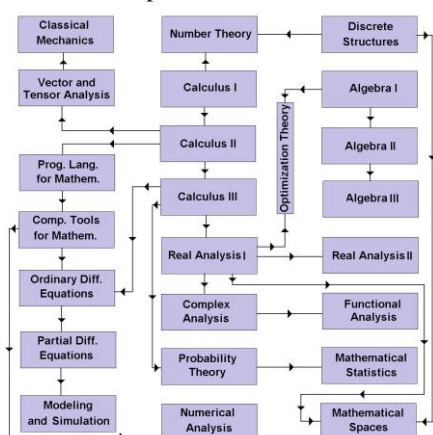 Classical
Mechanics
Number Theory
Discrete
Structures
Vector and
Tensor Analysis
Calculus I
Algebra I
Optimization Theory
Calculus II
Algebra II
Prog. Lang.
for Mathem.
Calculus III
Algebra III
Comp. Tools
for Mathem.
Real Analysis I
Real Analysis II
Ordinary Diff.
Equations
Complex
Analysis
Functional
Analysis
Partial Diff.
Equations
Probability
Theory
Mathematical
Statistics
Modeling
and Simulation
Numerical
Analysis
Mathematical
Spaces